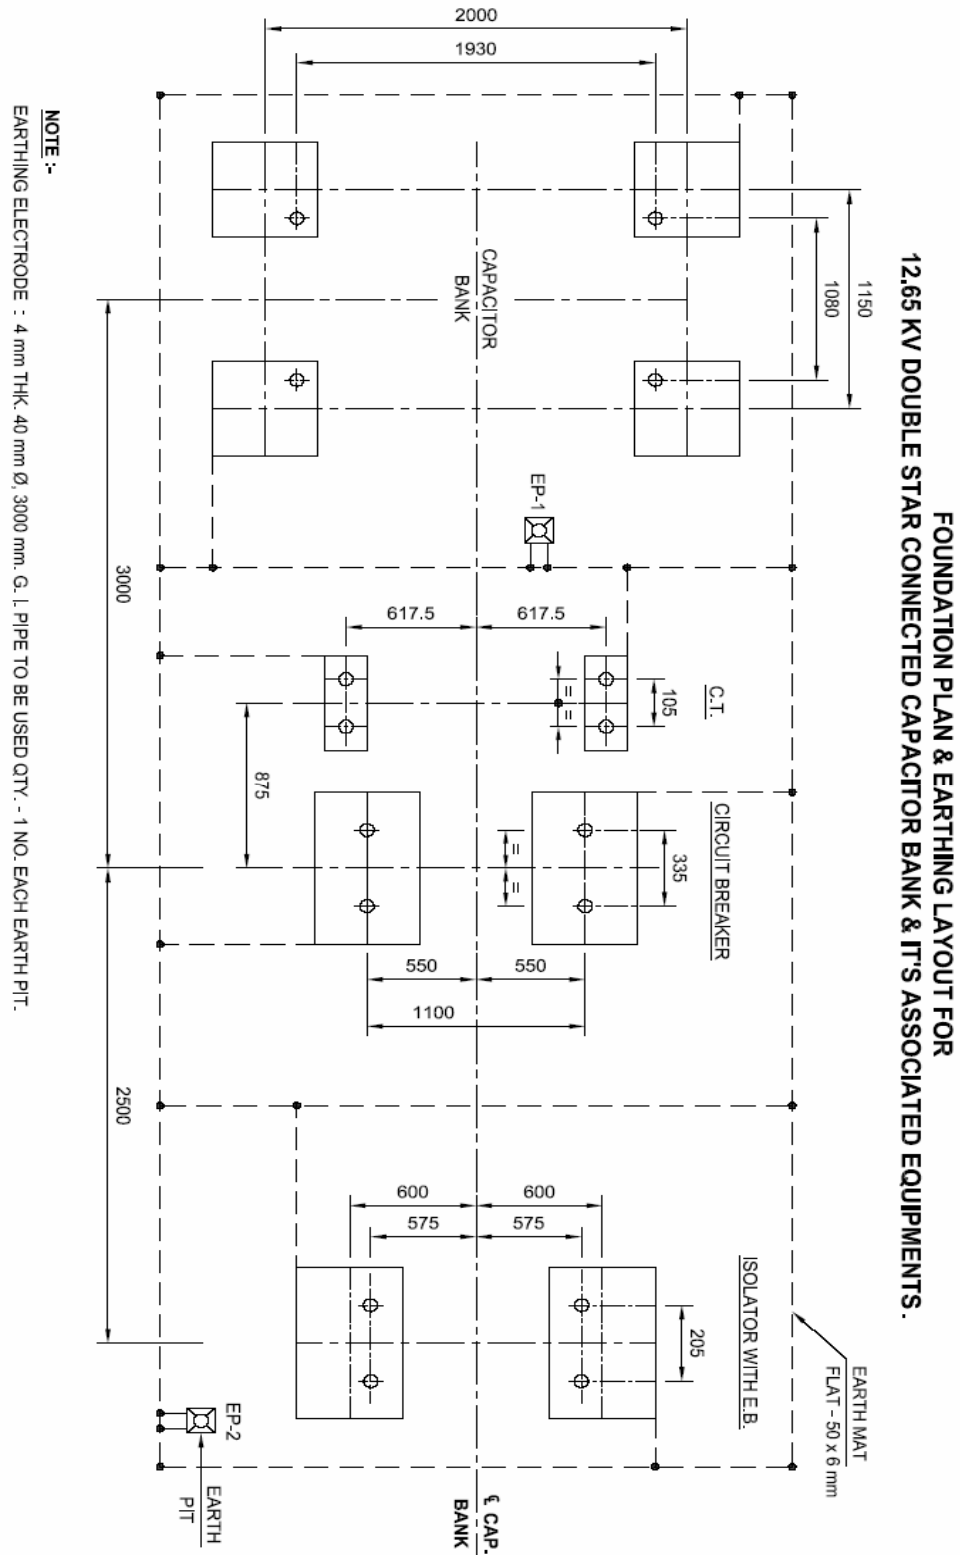 FOUNDATION PLAN & EARTHING LAYOUT FOR
12.65 KV DOUBLE STAR CONNECTED CAPACITOR BANK & IT'S ASSOCIATED EQUIPMENTS.
2000
1930
1150
1080
CAPACITOR
BANK
EP-1
3000
617.5
617.5
C.T.
105
=
=
875
CIRCUIT BREAKER
335
=
=
550
550
1100
2500
600
600
575
575
ISOLATOR WITH E.B.
205
EARTH MAT
FLAT - 50 x 6 mm
EP-2
EARTH
PIT
℄ CAP.
BANK
NOTE :-
EARTHING ELECTRODE : 4 mm THK. 40 mm Ø, 3000 mm. G. I. PIPE TO BE USED QTY. - 1 NO. EACH EARTH PIT.